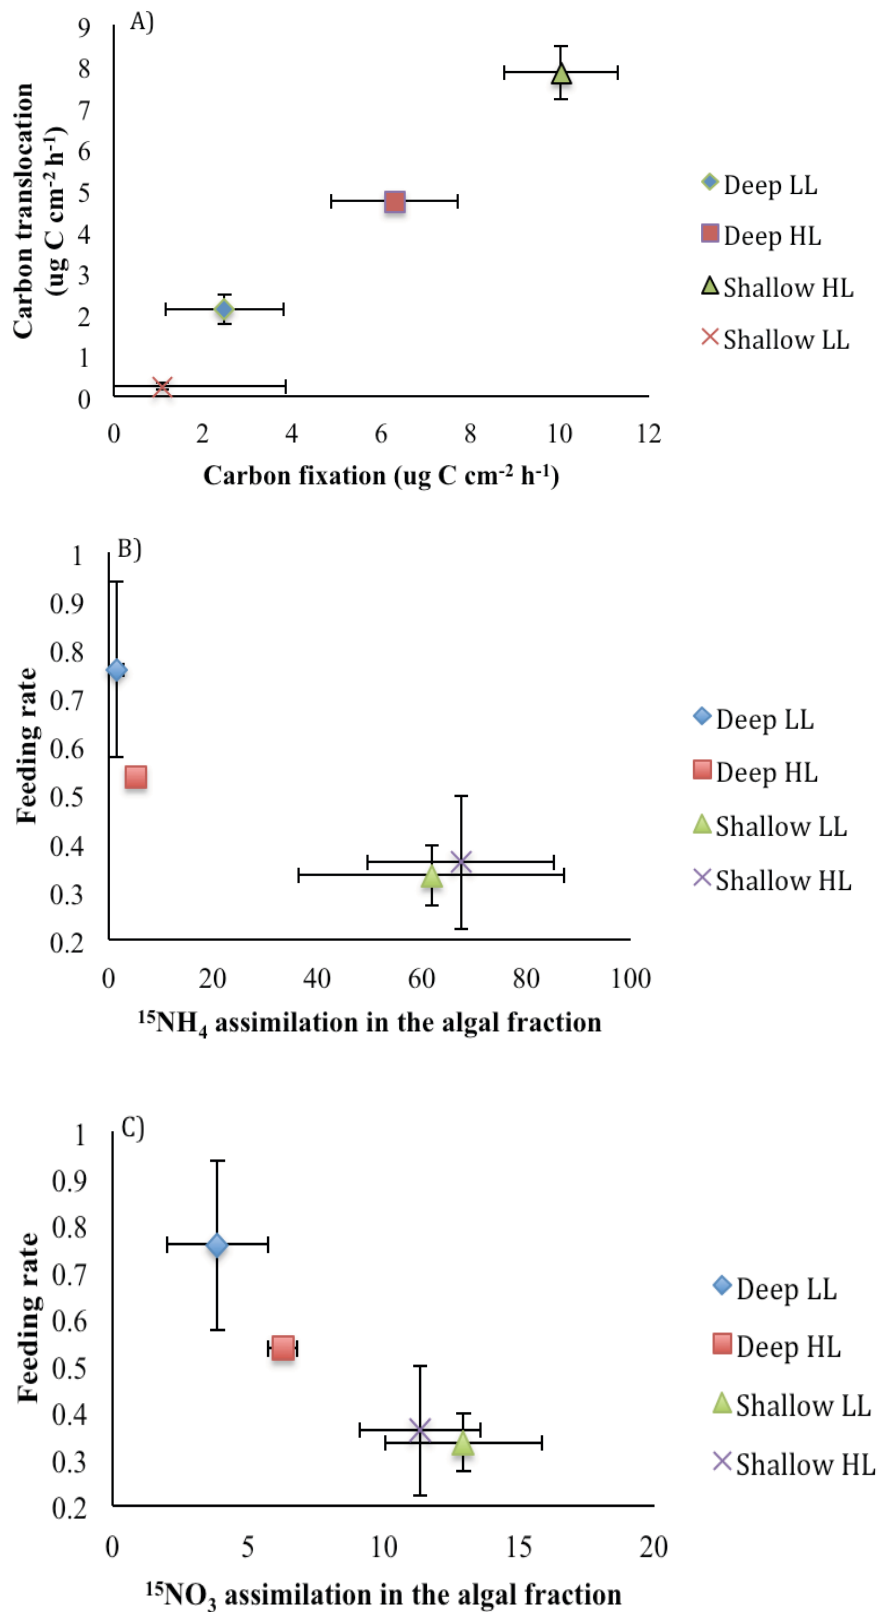 A)
9
8
7
6
5
4
3
2
1
0
Carbon translocation
(ug C cm⁻² h⁻¹)
0 2 4 6 8 10 12
Carbon fixation (ug C cm⁻² h⁻¹)
Deep LL
Deep HL
Shallow HL
Shallow LL
B)
1
0.9
0.8
0.7
0.6
0.5
0.4
0.3
0.2
Feeding rate
0 20 40 60 80 100
¹⁵NH₄ assimilation in the algal fraction
Deep LL
Deep HL
Shallow LL
Shallow HL
C)
1
0.9
0.8
0.7
0.6
0.5
0.4
0.3
0.2
Feeding rate
0 5 10 15 20
¹⁵NO₃ assimilation in the algal fraction
Deep LL
Deep HL
Shallow LL
Shallow HL